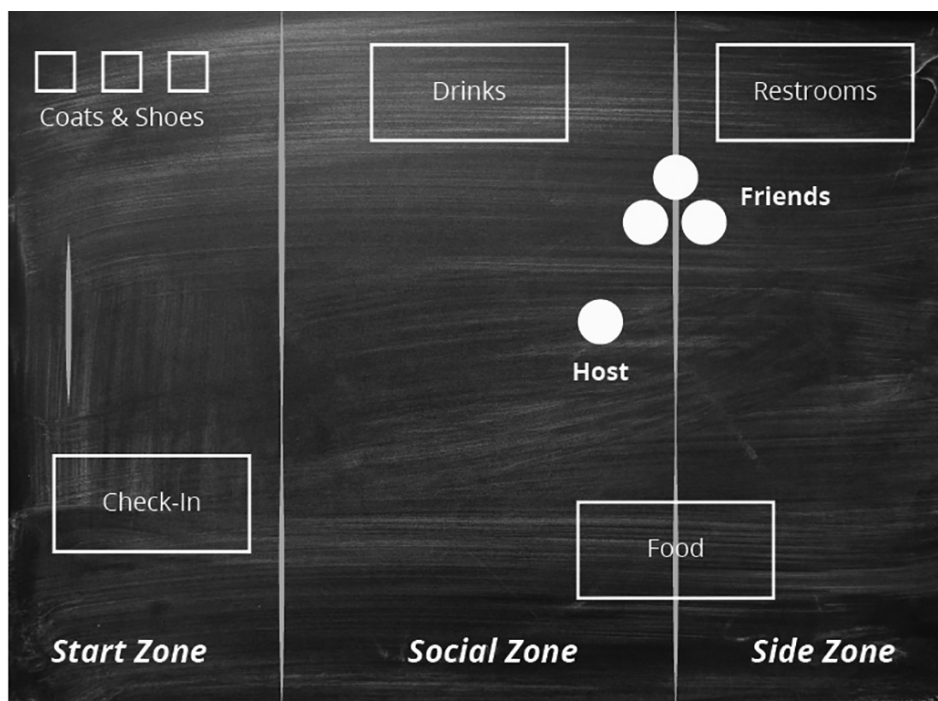 Coats & Shoes
Drinks
Restrooms
Friends
Host
Check-In
Food
Start Zone
Social Zone
Side Zone